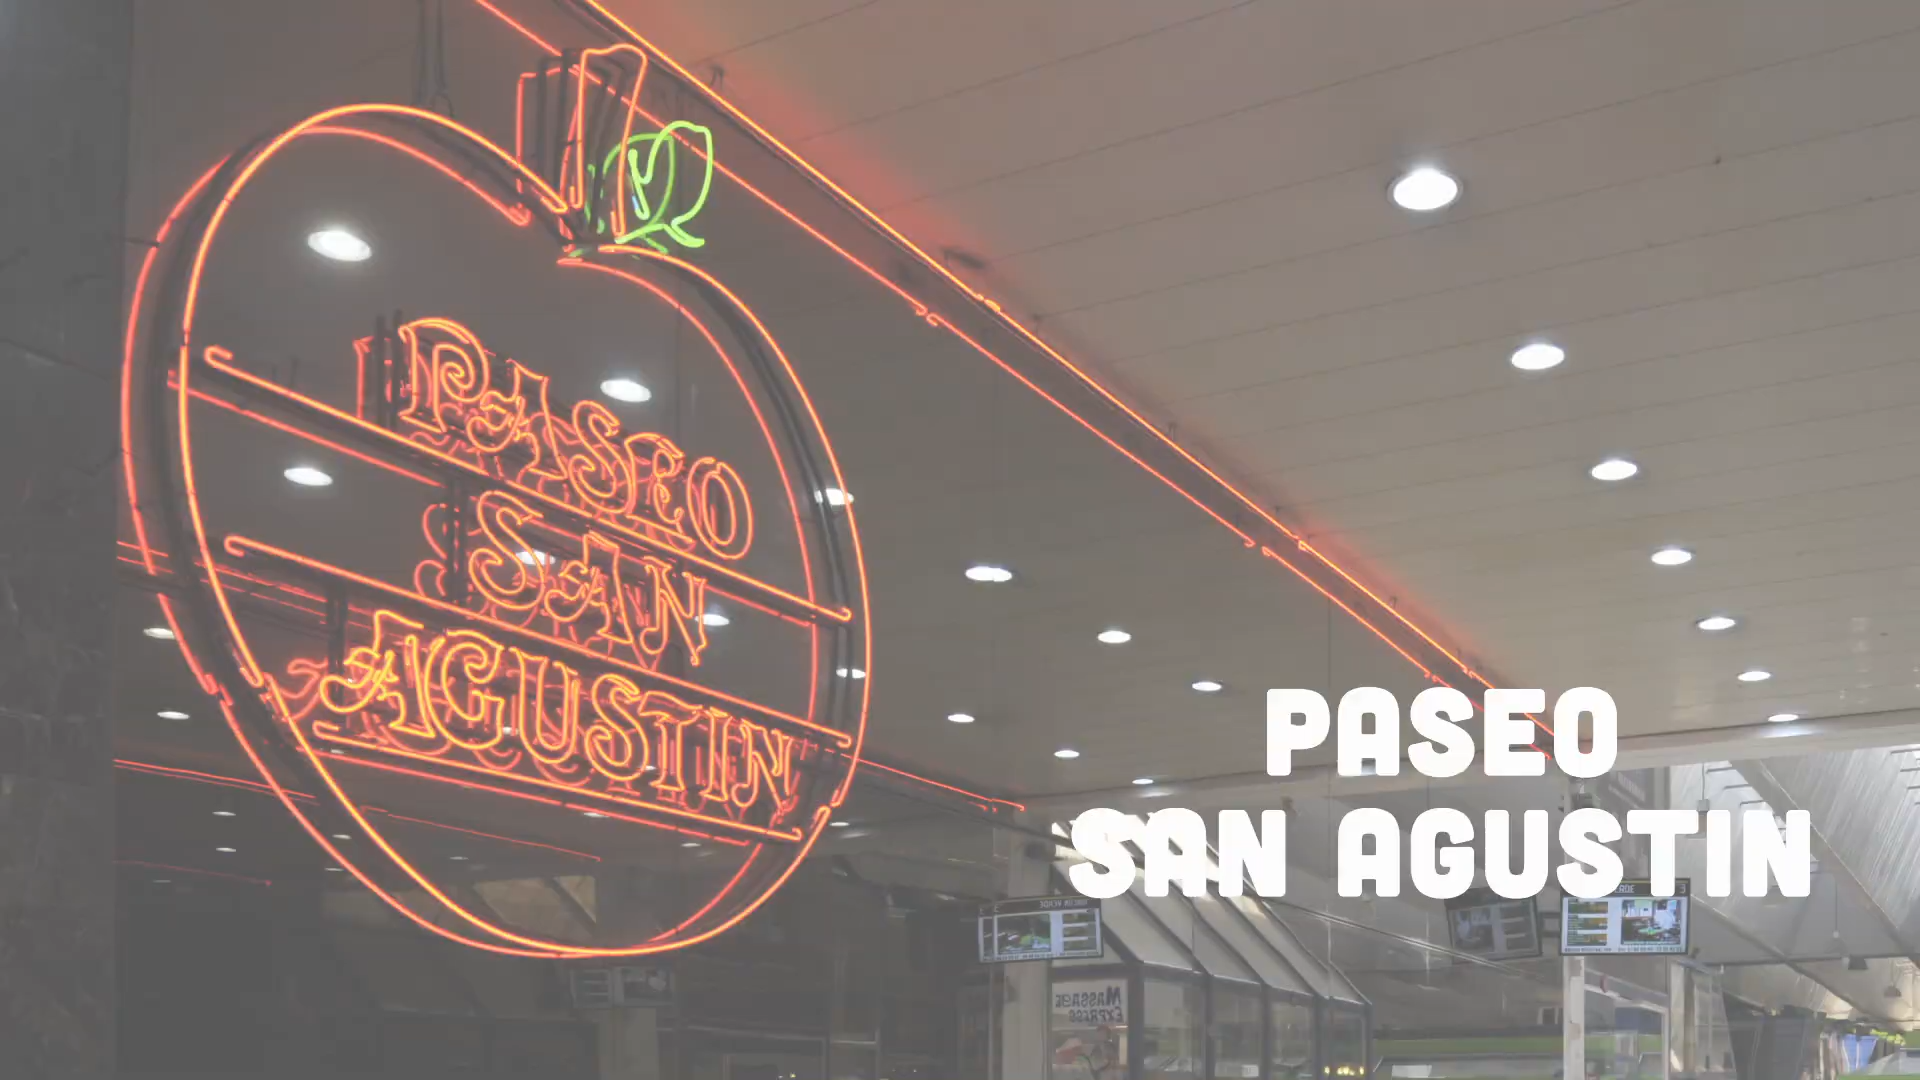 PASEO
SAN
AGUSTIN
PASEO
SAN AGUSTIN
MASSAGE
EXPRESS